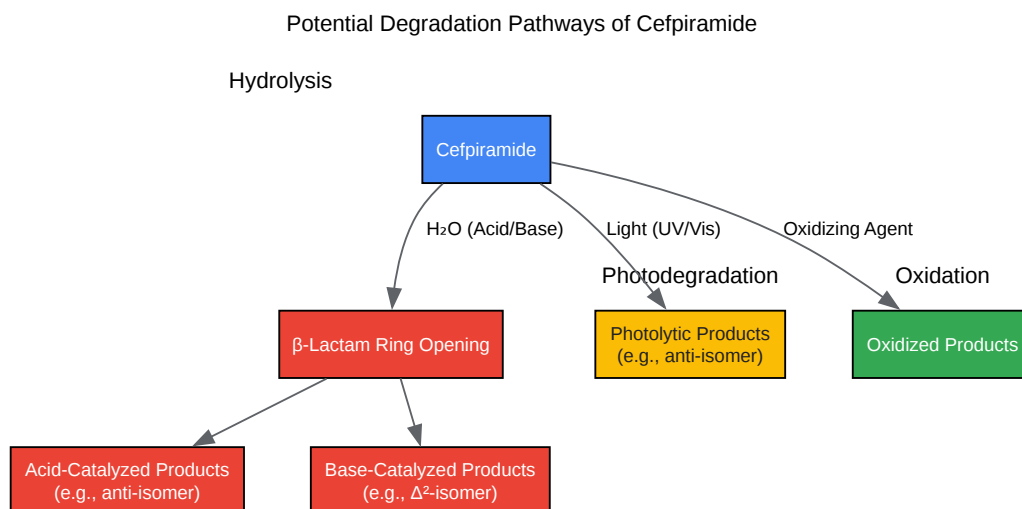 Potential Degradation Pathways of Cefpiramide
Hydrolysis
Cefpiramide
H₂O (Acid/Base)
Light (UV/Vis)
Oxidizing Agent
Photodegradation
Oxidation
β-Lactam Ring Opening
Photolytic Products
(e.g., anti-isomer)
Oxidized Products
Acid-Catalyzed Products
(e.g., anti-isomer)
Base-Catalyzed Products
(e.g., Δ²-isomer)